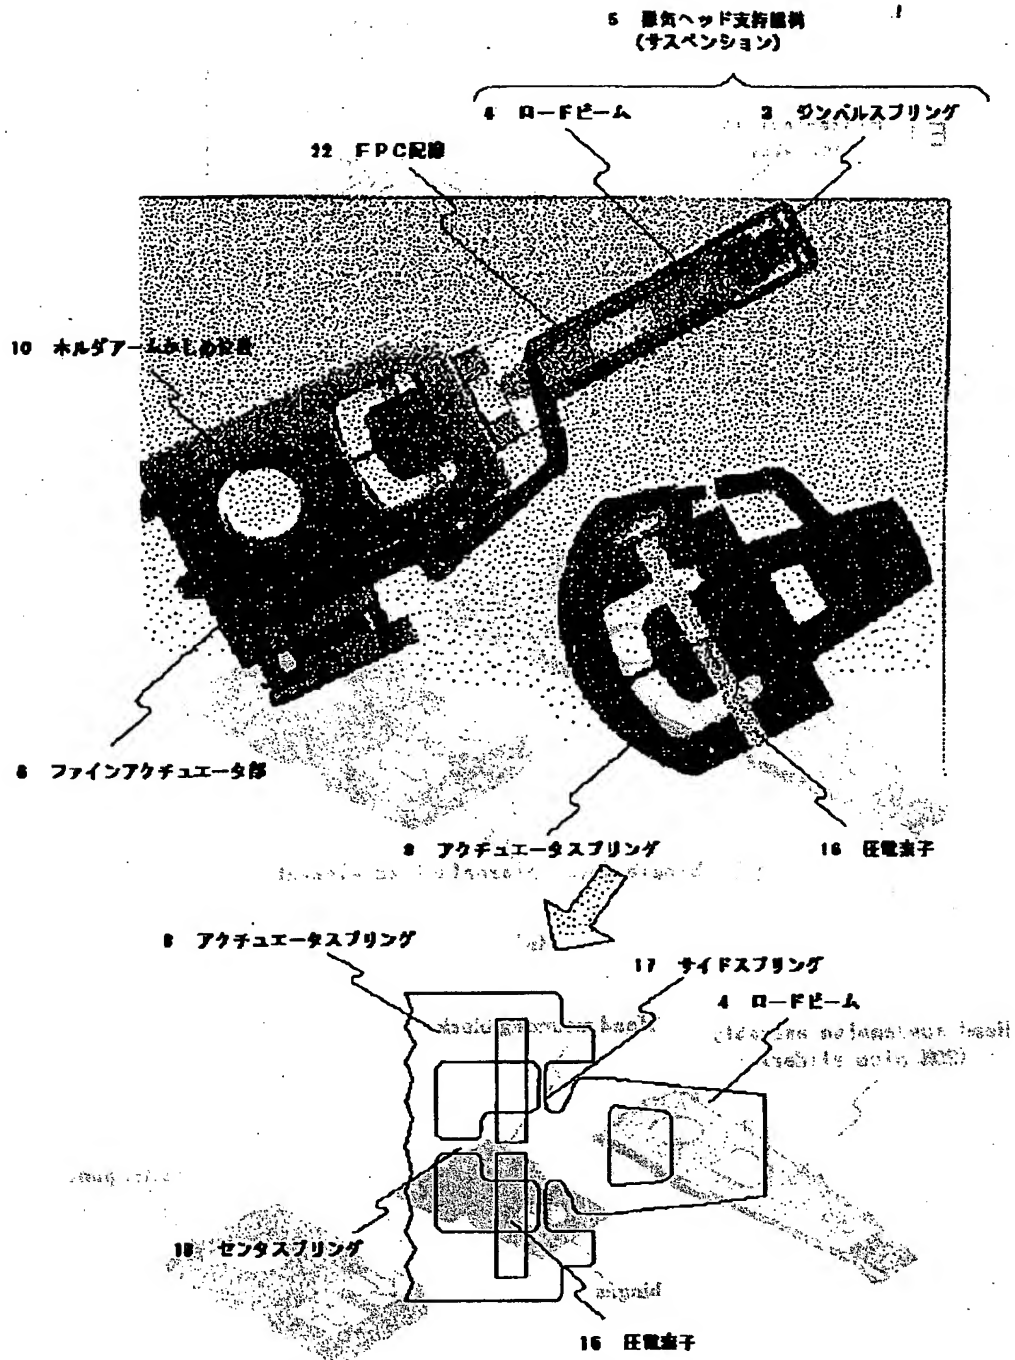 5 磁気ヘッド支持機構
(サスペンション)
4 ロードビーム
3 ジンバルスプリング
22 FPC配線
10 ホルダアームかしめ位置
6 ファインアクチュエータ部
8 アクチュエータスプリング
16 圧電素子
8 アクチュエータスプリング
17 サイドスプリング
4 ロードビーム
18 センタスプリング
16 圧電素子